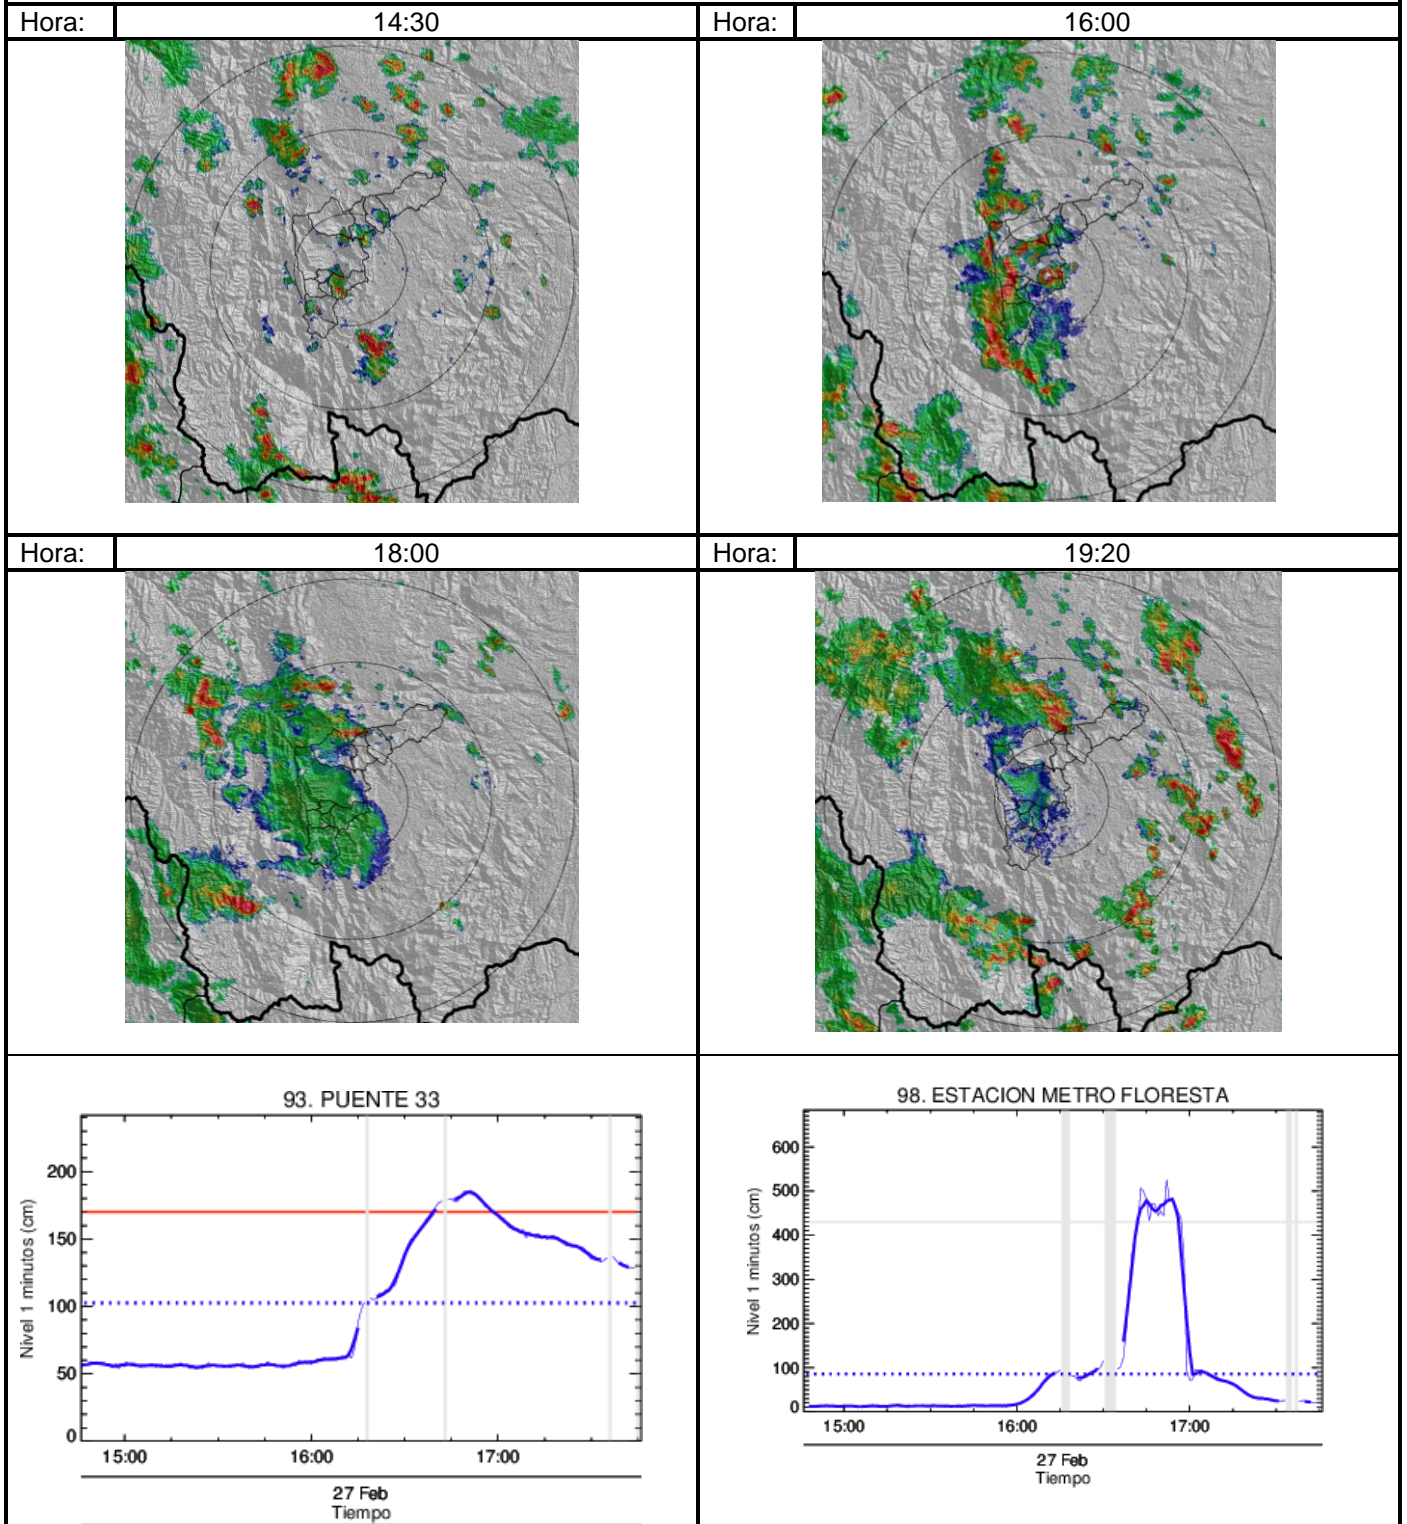 Hora: 14:30 Hora: 16:00
Hora: 18:00 Hora: 19:20
93. PUENTE 33
Nivel 1 minutos (cm)
200
150
100
50
0
15:00 16:00 17:00
27 Feb
Tiempo
98. ESTACION METRO FLORESTA
Nivel 1 minutos (cm)
600
500
400
300
200
100
0
15:00 16:00 17:00
27 Feb
Tiempo